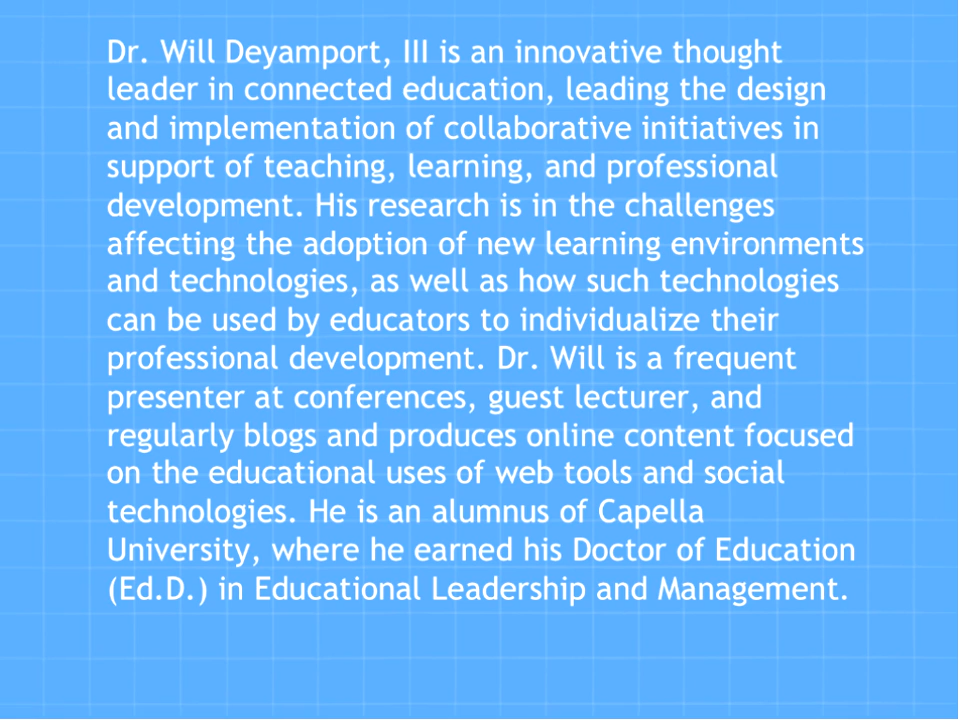 Dr. Will Deyamport, III is an innovative thought
leader in connected education, leading the design
and implementation of collaborative initiatives in
support of teaching, learning, and professional
development. His research is in the challenges
affecting the adoption of new learning environments
and technologies, as well as how such technologies
can be used by educators to individualize their
professional development. Dr. Will is a frequent
presenter at conferences, guest lecturer, and
regularly blogs and produces online content focused
on the educational uses of web tools and social
technologies. He is an alumnus of Capella
University, where he earned his Doctor of Education
(Ed.D.) in Educational Leadership and Management.